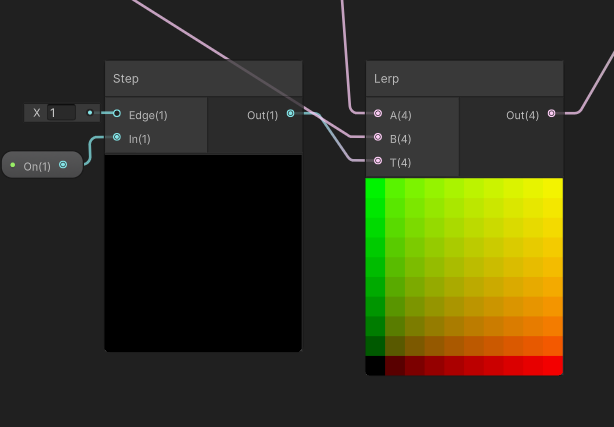 Step
Lerp
X 1
Edge(1)
Out(1)
A(4)
Out(4)
In(1)
B(4)
On(1)
T(4)